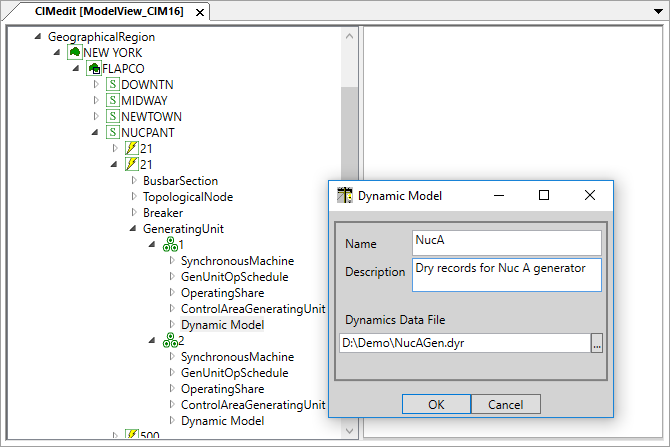 CIMedit [ModelView_CIM16]
GeographicalRegion
NEW YORK
FLAPCO
S DOWNTN
S MIDWAY
S NEWTOWN
S NUCPANT
21
21
BusbarSection
TopologicalNode
Breaker
GeneratingUnit
1
SynchronousMachine
GenUnitOpSchedule
OperatingShare
ControlAreaGeneratingUnit
Dynamic Model
2
SynchronousMachine
GenUnitOpSchedule
OperatingShare
ControlAreaGeneratingUnit
Dynamic Model
500
Dynamic Model
Name NucA
Description Dry records for Nuc A generator
Dynamics Data File
D:\Demo\NucAGen.dyr ...
OK Cancel